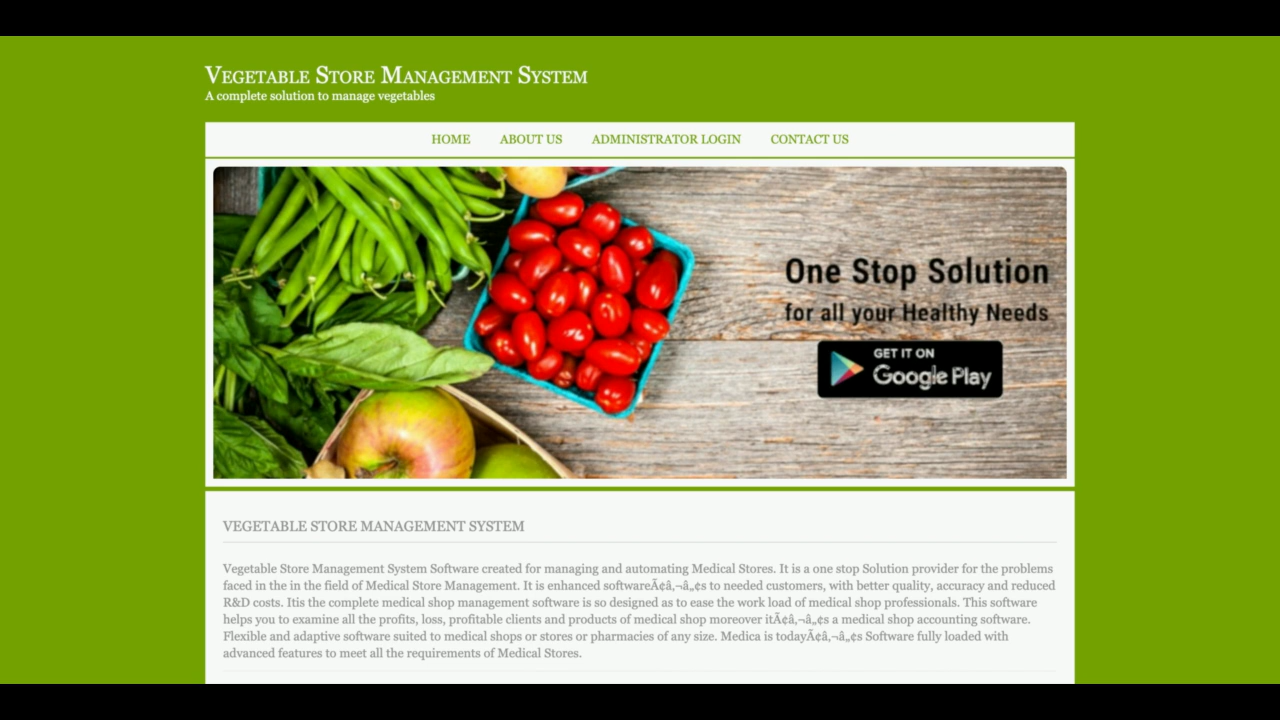 Vegetable Store Management System
A complete solution to manage vegetables
HOME ABOUT US ADMINISTRATOR LOGIN CONTACT US
One Stop Solution
for all your Healthy Needs
GET IT ON
Google Play
VEGETABLE STORE MANAGEMENT SYSTEM
Vegetable Store Management System Software created for managing and automating Medical Stores. It is a one stop Solution provider for the problems
faced in the in the field of Medical Store Management. It is enhanced softwareÃ¢â‚¬â„¢s to needed customers, with better quality, accuracy and reduced
R&D costs. Itis the complete medical shop management software is so designed as to ease the work load of medical shop professionals. This software
helps you to examine all the profits, loss, profitable clients and products of medical shop moreover itÃ¢â‚¬â„¢s a medical shop accounting software.
Flexible and adaptive software suited to medical shops or stores or pharmacies of any size. Medica is todayÃ¢â‚¬â„¢s Software fully loaded with
advanced features to meet all the requirements of Medical Stores.